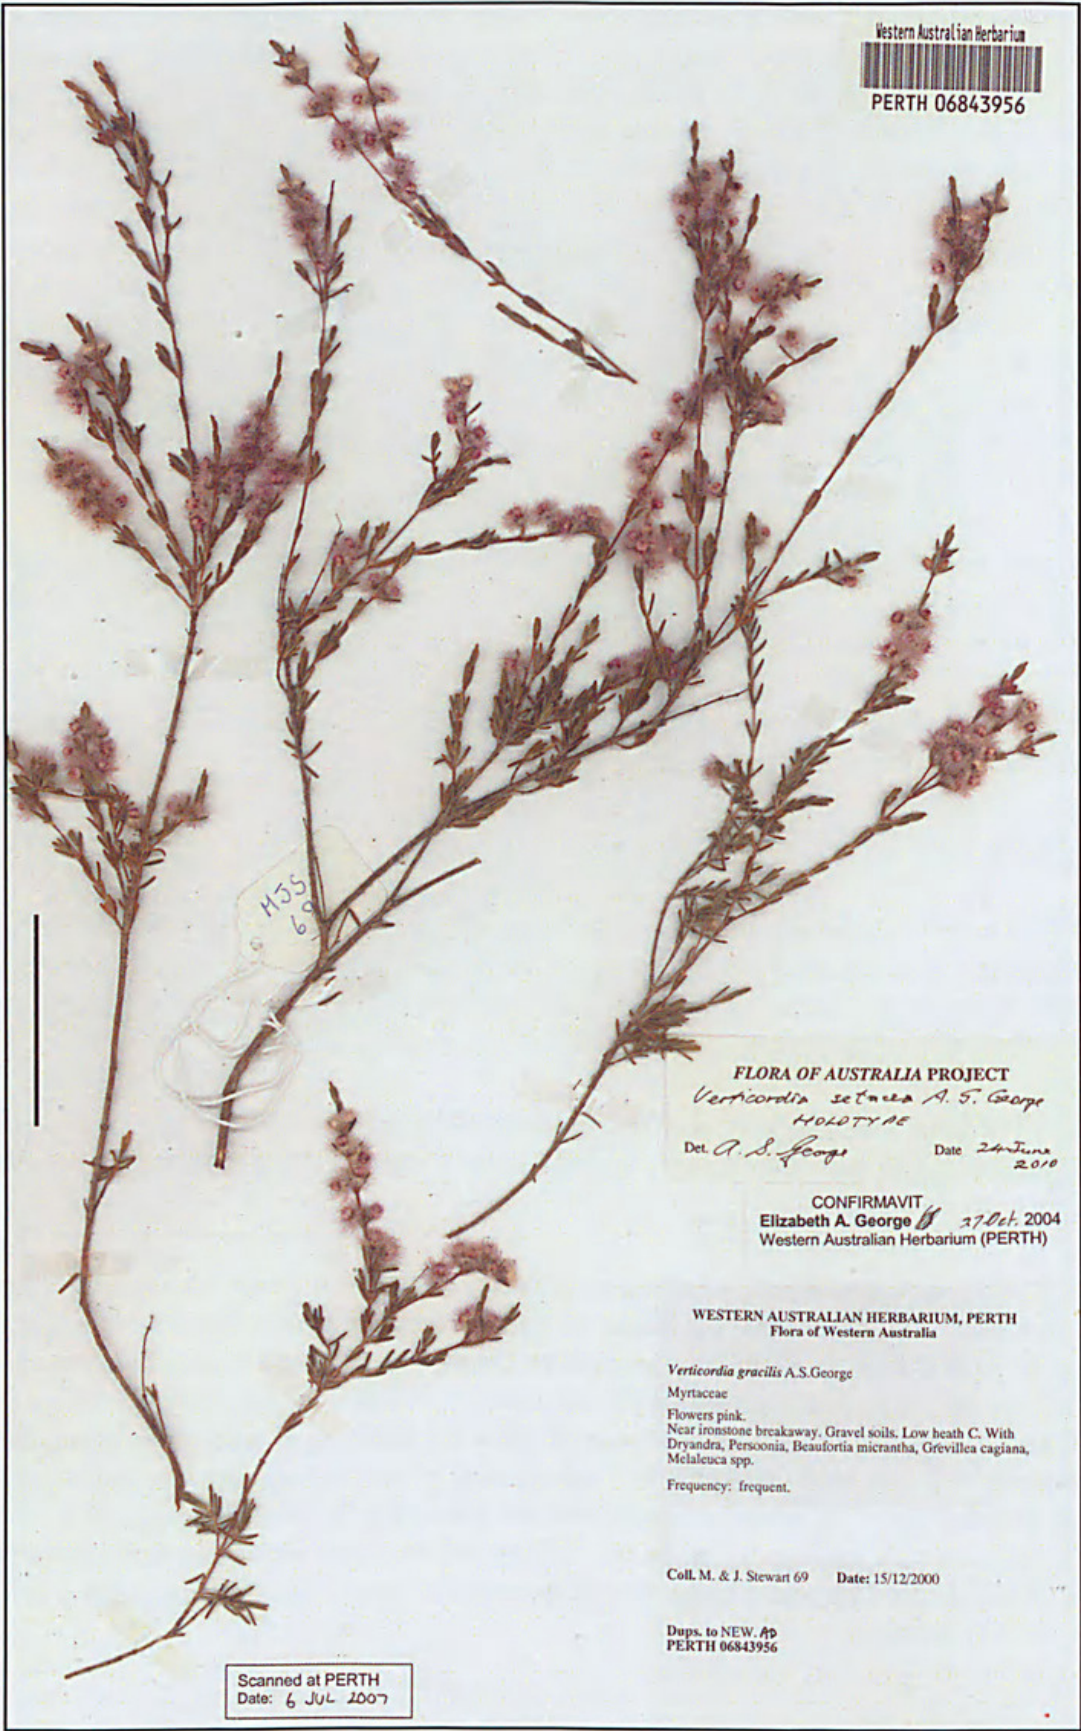 Western Australian Herbarium
PERTH 06843956
MJS
69
FLORA OF AUSTRALIA PROJECT
Verticordia setacea A. S. George
HOLOTYPE
Det. A. S. George Date 24 June
2010
CONFIRMAVIT
Elizabeth A. George 27 Oct. 2004
Western Australian Herbarium (PERTH)
WESTERN AUSTRALIAN HERBARIUM, PERTH
Flora of Western Australia
Verticordia gracilis A.S.George
Myrtaceae
Flowers pink.
Near ironstone breakaway. Gravel soils. Low heath C. With
Dryandra, Persoonia, Beaufortia micrantha, Grevillea cagiana,
Melaleuca spp.
Frequency: frequent.
Coll. M. & J. Stewart 69 Date: 15/12/2000
Dups. to NEW. AD
PERTH 06843956
Scanned at PERTH
Date: 6 JUL 2007